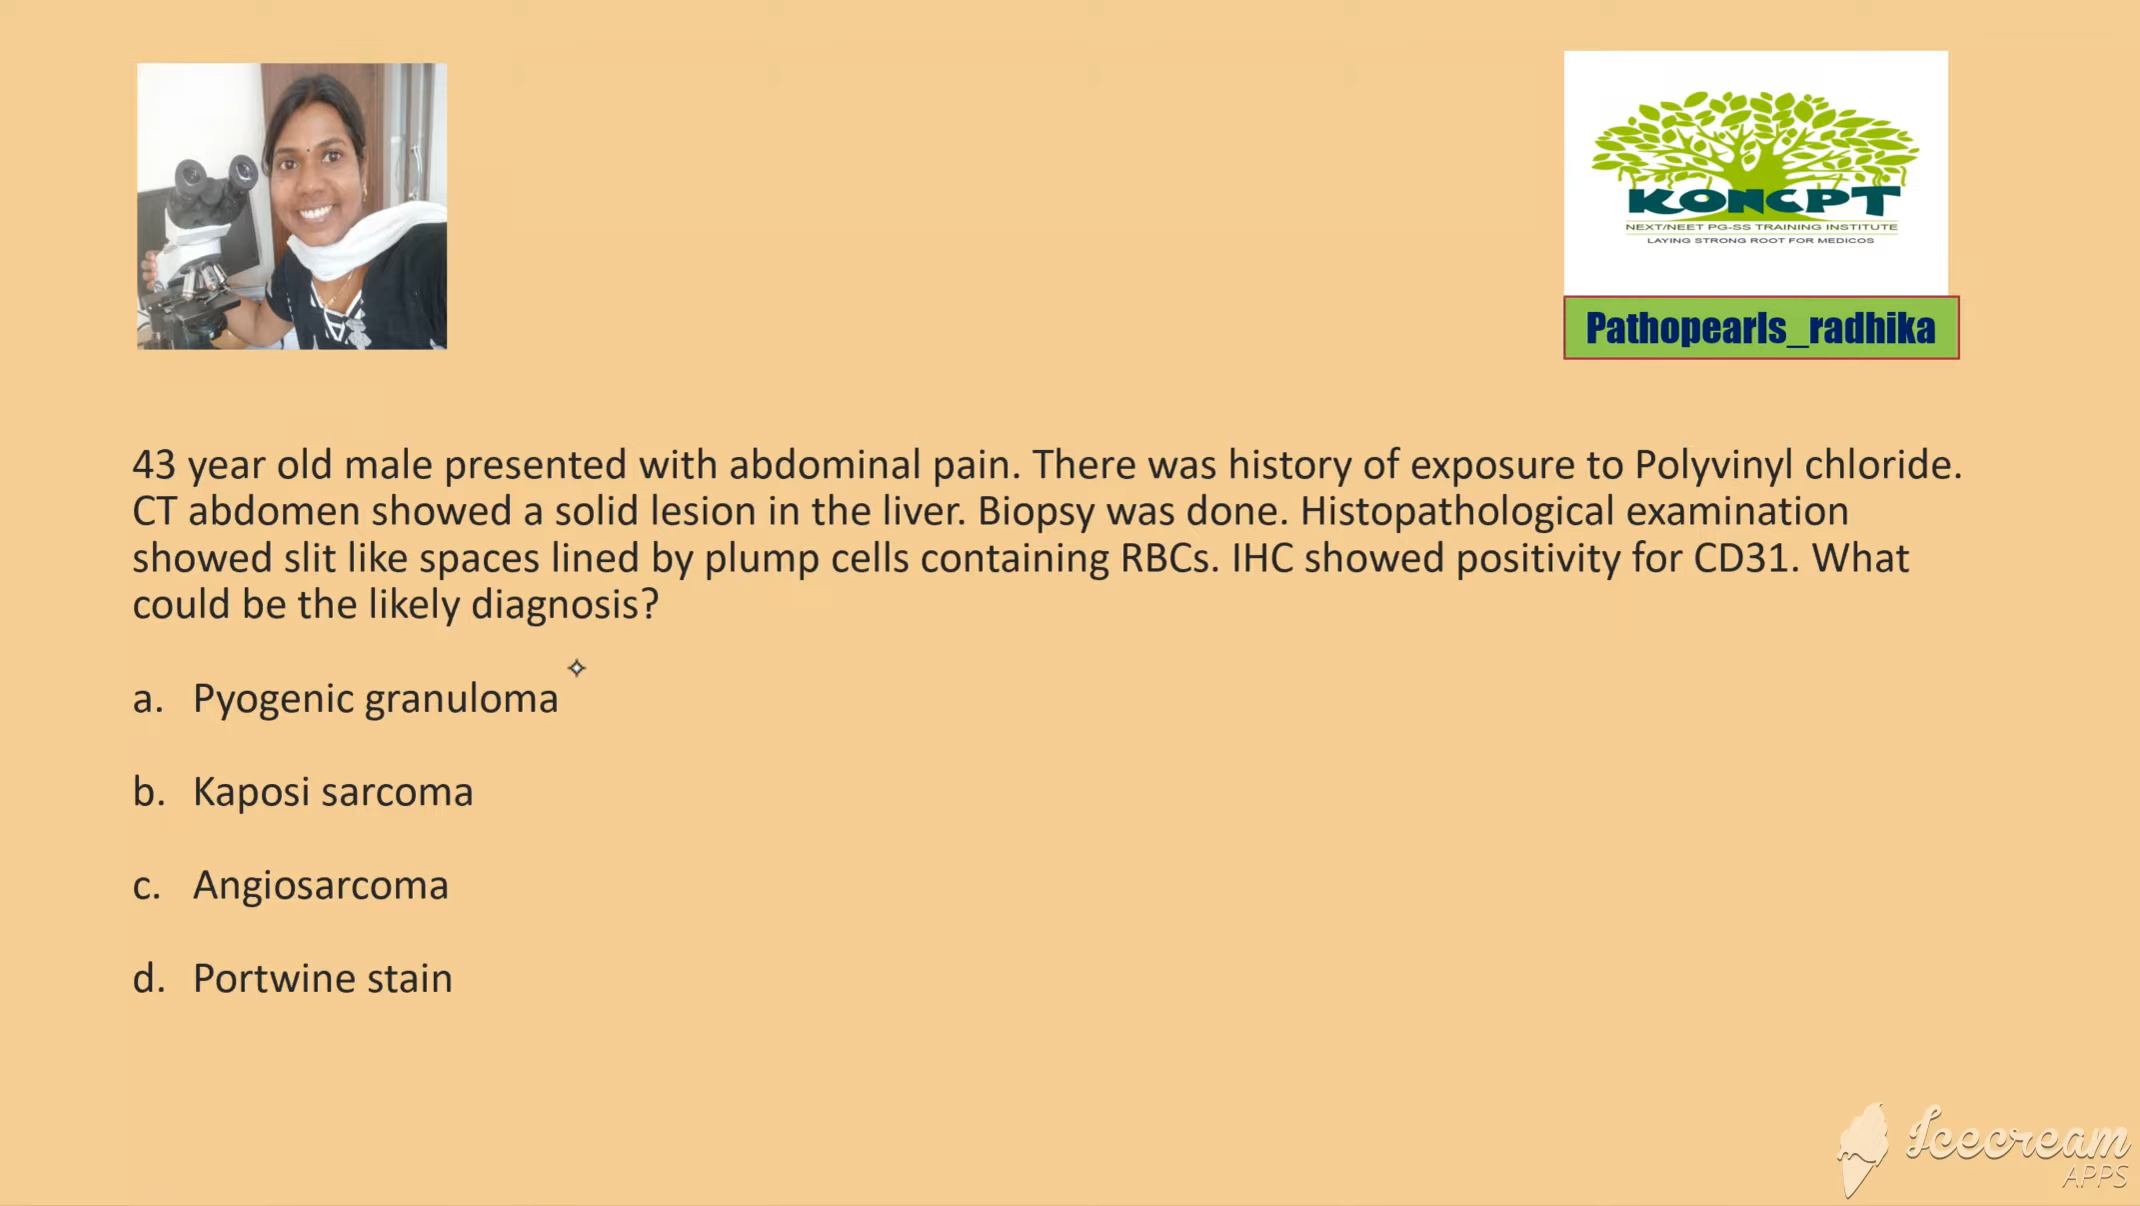 KONCPT
NEXT/NEET PG-SS TRAINING INSTITUTE
LAYING STRONG ROOT FOR MEDICOS
Pathopearls_radhika
43 year old male presented with abdominal pain. There was history of exposure to Polyvinyl chloride.
CT abdomen showed a solid lesion in the liver. Biopsy was done. Histopathological examination
showed slit like spaces lined by plump cells containing RBCs. IHC showed positivity for CD31. What
could be the likely diagnosis?
a. Pyogenic granuloma
b. Kaposi sarcoma
c. Angiosarcoma
d. Portwine stain
Icecream
APPS